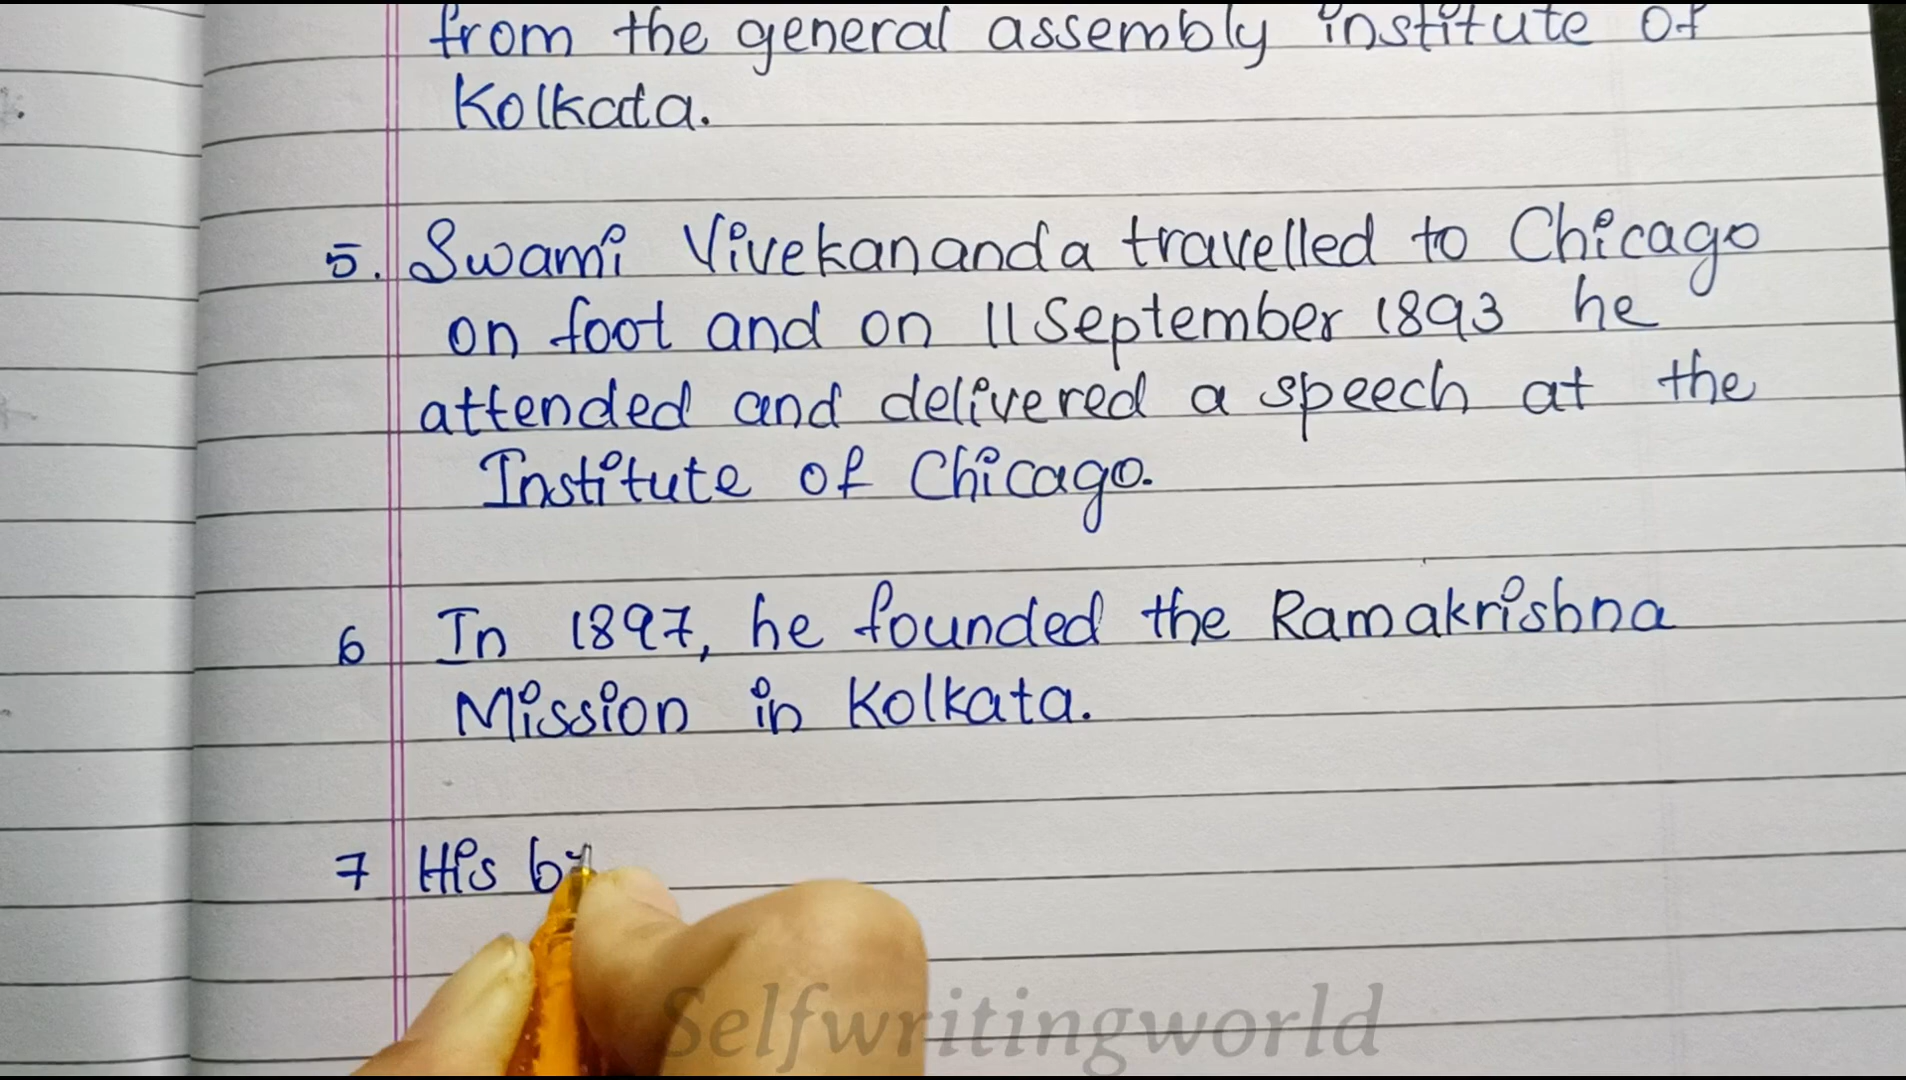 from the general assembly institute of
Kolkata.
5. Swami Vivekananda travelled to Chicago
on foot and on 11 September 1893 he
attended and delivered a speech at the
Institute of Chicago.
6 In 1897, he founded the Ramakrishna
Mission in Kolkata.
7 His
Selfwritingworld